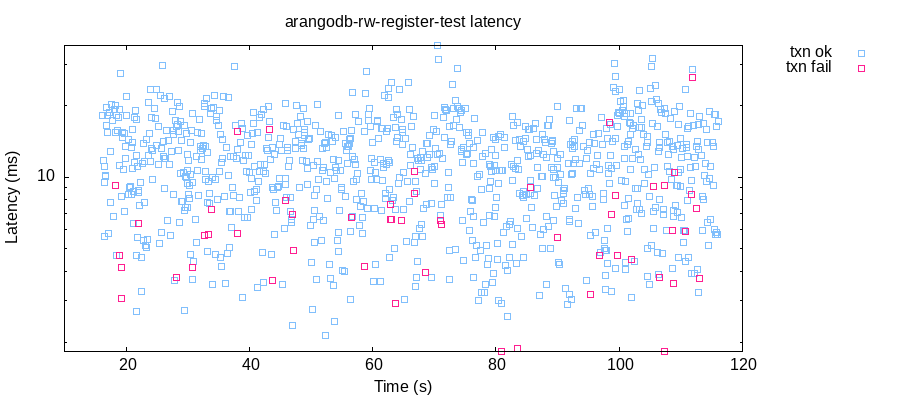 arangodb-rw-register-test latency
txn ok
txn fail
10
Latency (ms)
20 40 60 80 100 120
Time (s)